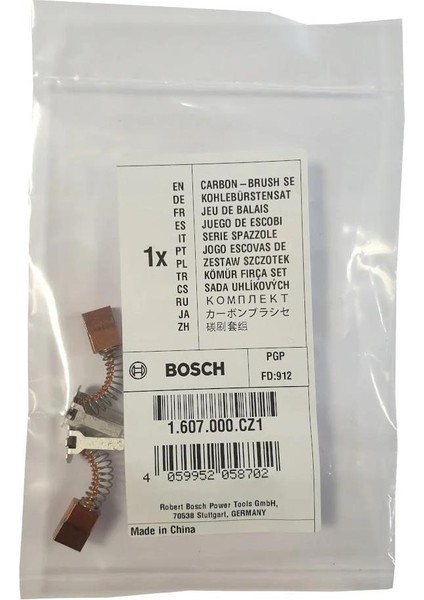 EN CARBON-BRUSH SE
DE KOHLEBÜRSTENSAT
FR JEU DE BALAIS
ES JUEGO DE ESCOBI
IT SERIE SPAZZOLE
1x PT JOGO ESCOVAS DE
PL ZESTAW SZCZOTEK
TR KÖMÜR FIRÇA SET
CS SADA UHLÍKOVÝCH
RU КОМПЛЕКТ
JA カーボンブラシセ
ZH 碳刷套组
BOSCH
PGP
FD:912
1.607.000.CZ1
4 059952 058702
Robert Bosch Power Tools GmbH,
70538 Stuttgart, GERMANY
Made in China